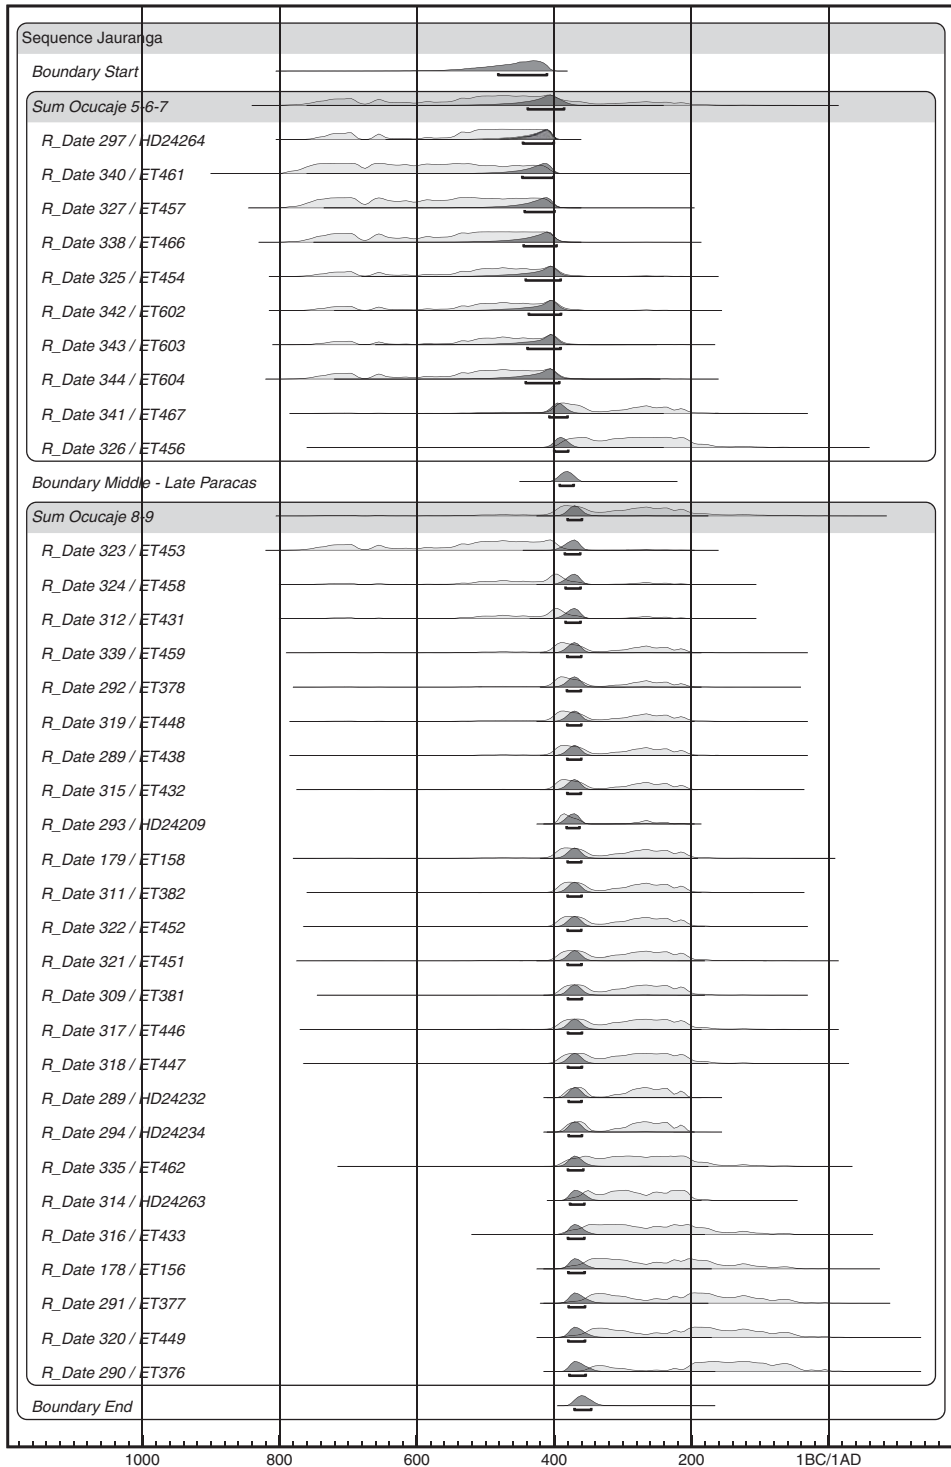 Sequence Jauranga
Boundary Start
Sum Ocucaje 5-6-7
R_Date 297 / HD24264
R_Date 340 / ET461
R_Date 327 / ET457
R_Date 338 / ET466
R_Date 325 / ET454
R_Date 342 / ET602
R_Date 343 / ET603
R_Date 344 / ET604
R_Date 341 / ET467
R_Date 326 / ET456
Boundary Middle - Late Paracas
Sum Ocucaje 8-9
R_Date 323 / ET453
R_Date 324 / ET458
R_Date 312 / ET431
R_Date 339 / ET459
R_Date 292 / ET378
R_Date 319 / ET448
R_Date 289 / ET438
R_Date 315 / ET432
R_Date 293 / HD24209
R_Date 179 / ET158
R_Date 311 / ET382
R_Date 322 / ET452
R_Date 321 / ET451
R_Date 309 / ET381
R_Date 317 / ET446
R_Date 318 / ET447
R_Date 289 / HD24232
R_Date 294 / HD24234
R_Date 335 / ET462
R_Date 314 / HD24263
R_Date 316 / ET433
R_Date 178 / ET156
R_Date 291 / ET377
R_Date 320 / ET449
R_Date 290 / ET376
Boundary End
1000 800 600 400 200 1BC/1AD